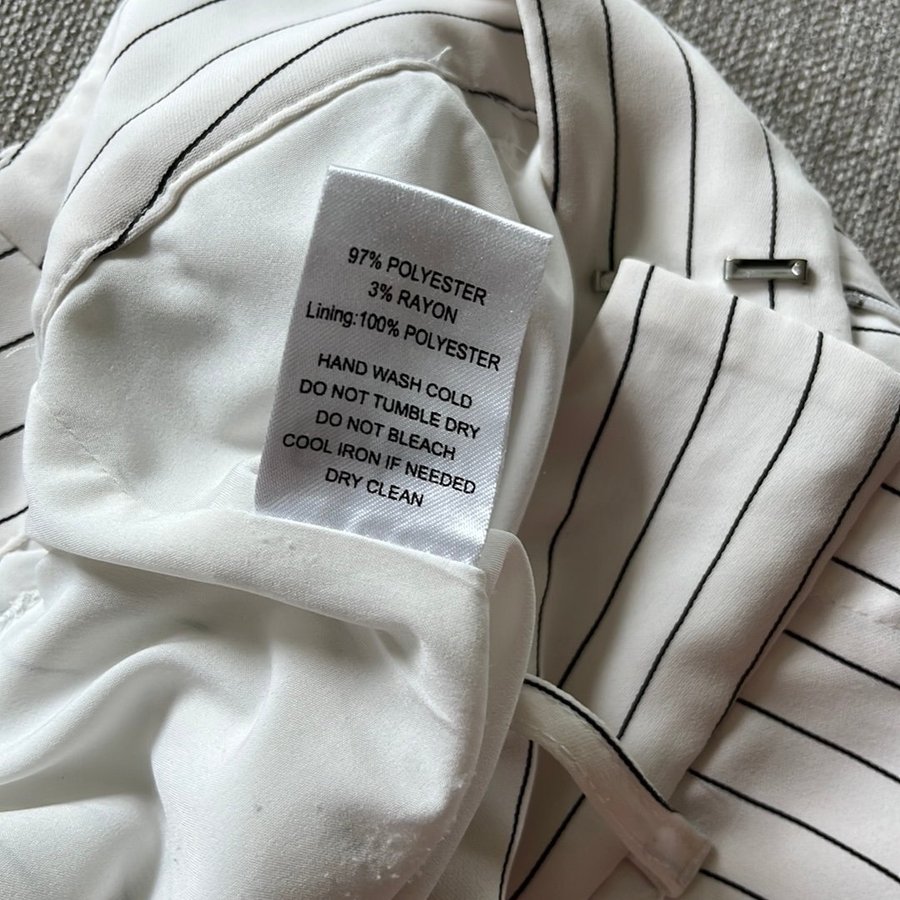 97% POLYESTER
3% RAYON
Lining:100% POLYESTER
HAND WASH COLD
DO NOT TUMBLE DRY
DO NOT BLEACH
COOL IRON IF NEEDED
DRY CLEAN